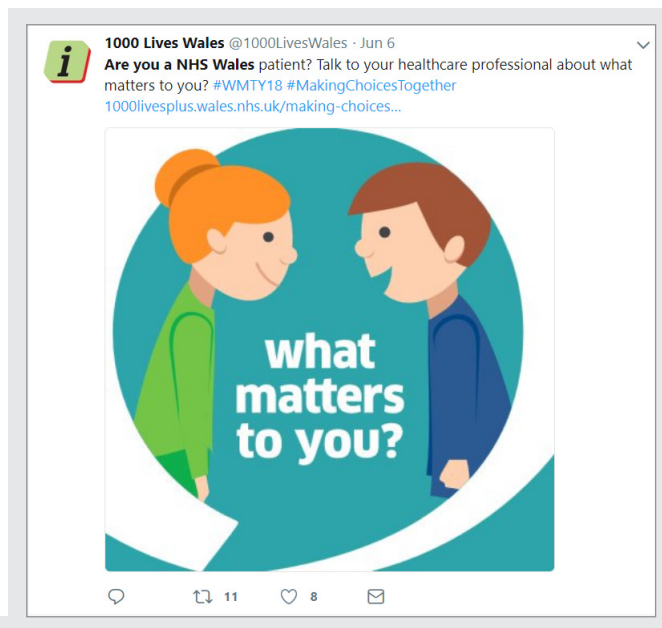 1000 Lives Wales @1000LivesWales · Jun 6
Are you a NHS Wales patient? Talk to your healthcare professional about what
matters to you? #WMTY18 #MakingChoicesTogether
1000livesplus.wales.nhs.uk/making-choices...
i
what
matters
to you?
11 8